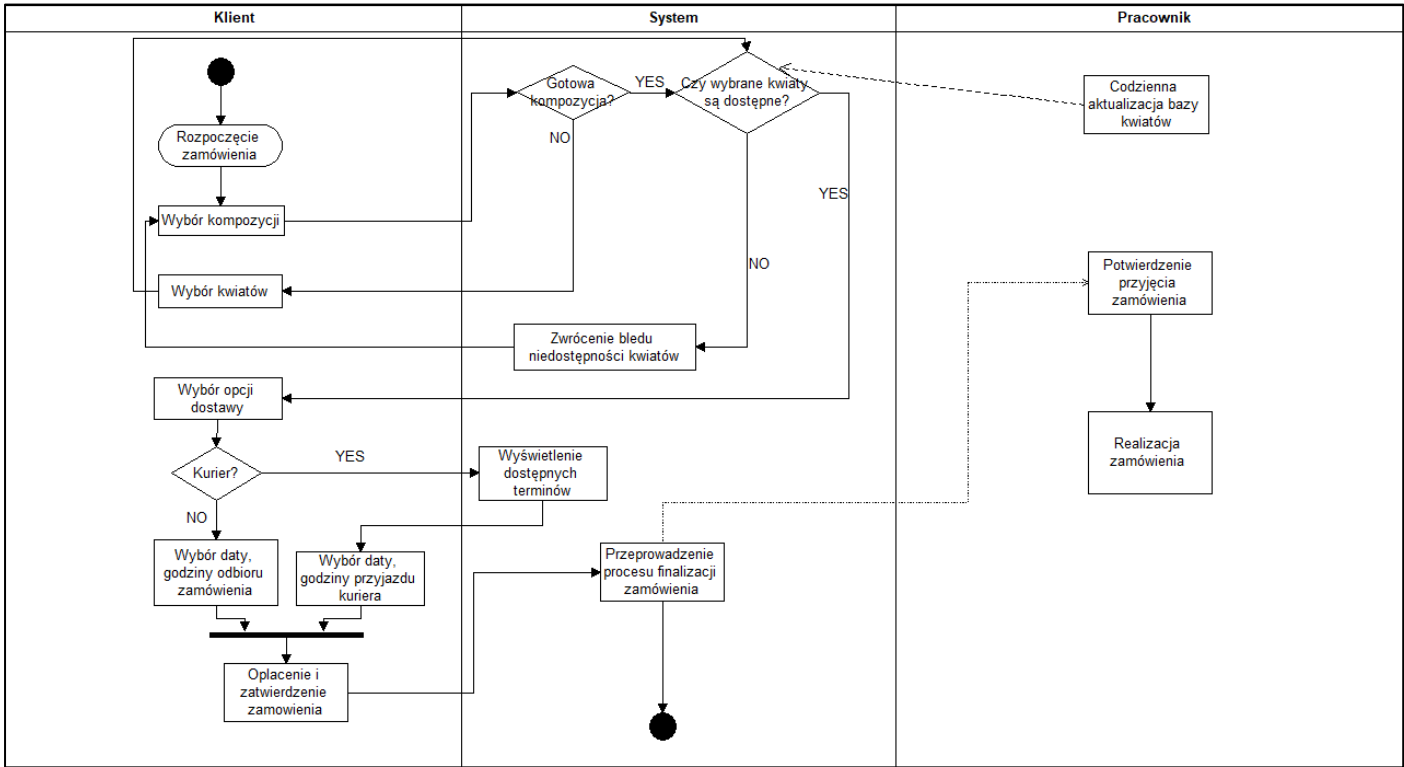 Klient
System
Pracownik
Gotowa
kompozycja?
YES
Czy wybrane kwiaty
są dostępne?
Codzienna
aktualizacja bazy
kwiatów
NO
Rozpoczęcie
zamówienia
YES
Wybór kompozycji
NO
Potwierdzenie
przyjęcia
zamówienia
Wybór kwiatów
Zwrócenie bledu
niedostępności kwiatów
Wybór opcji
dostawy
Kurier?
YES
Wyświetlenie
dostępnych
terminów
Realizacja
zamówienia
NO
Wybór daty,
godziny odbioru
zamówienia
Wybór daty,
godziny przyjazdu
kuriera
Przeprowadzenie
procesu finalizacji
zamówienia
Oplacenie i
zatwierdzenie
zamowienia